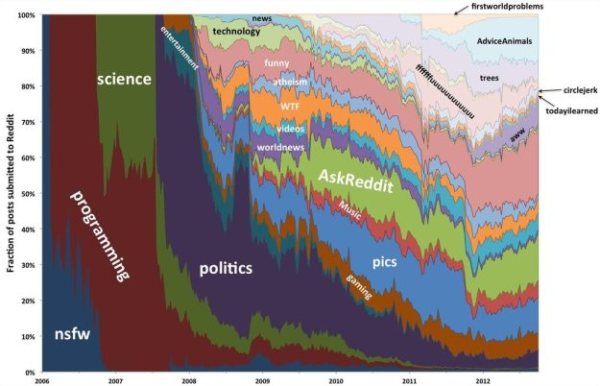 firstworldproblems
100%
news
technology
AdviceAnimals
90%
entertainment
science
funny
ffffffuuuuuuuuuuuu
trees
80%
atheism
circlejerk
WTF
todayilearned
70%
videos
aww
worldnews
60%
AskReddit
Fraction of posts submitted to Reddit
50%
programming
Music
40%
politics
pics
30%
gaming
20%
nsfw
10%
0%
2006 2007 2008 2009 2010 2011 2012